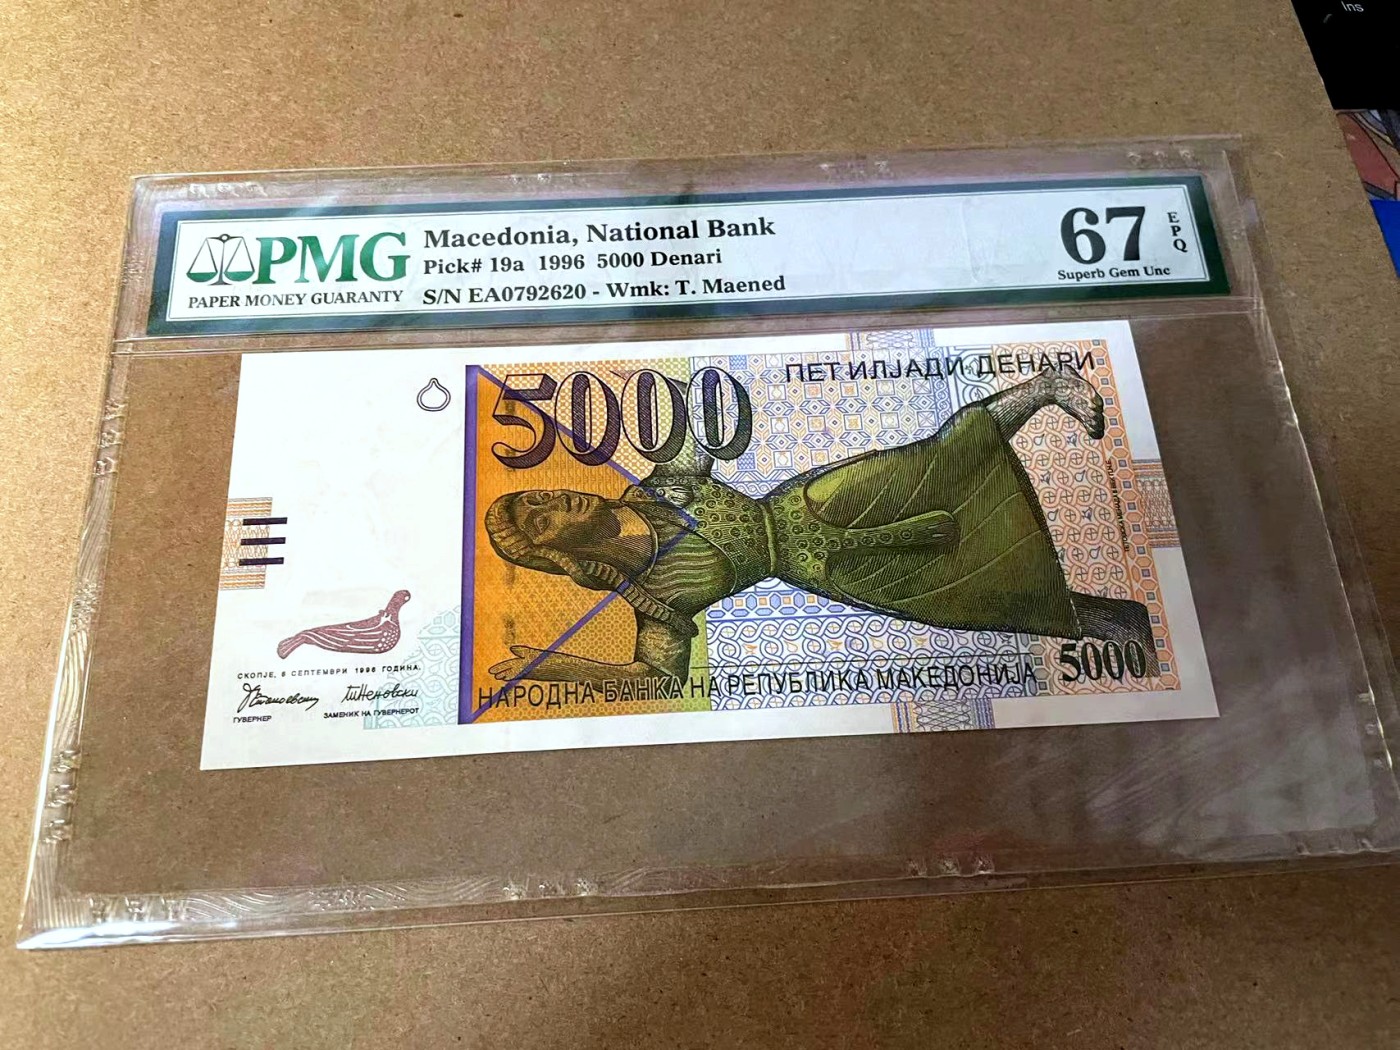 Ins
PMG
PAPER MONEY GUARANTY
Macedonia, National Bank
Pick# 19a 1996 5000 Denari
S/N EA0792620 - Wmk: T. Maened
67
EPQ
Superb Gem Unc
5000
ПЕТ ИЛЈАДИ ДЕНАРИ
СКОПЈЕ, 8 СЕПТЕМВРИ 1996 ГОДИНА.
ГУВЕРНЕР
ЗАМЕНИК НА ГУВЕРНЕРОТ
НАРОДНА БАНКА НА РЕПУБЛИКА МАКЕДОНИЈА
5000